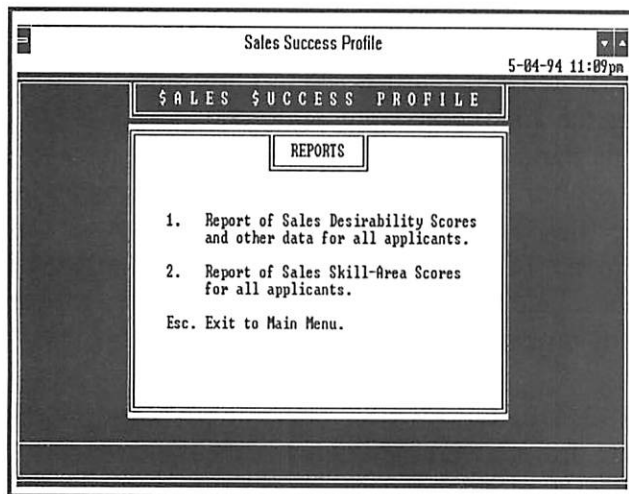 Sales Success Profile
5-04-94 11:09pm
$ALES $UCCESS PROFILE
REPORTS
1. Report of Sales Desirability Scores
and other data for all applicants.
2. Report of Sales Skill-Area Scores
for all applicants.
Esc. Exit to Main Menu.